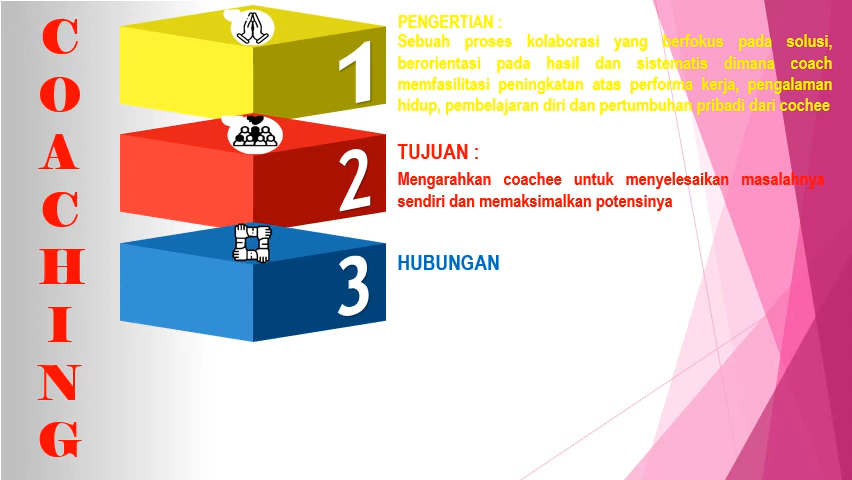 COACHING
1
PENGERTIAN :
Sebuah proses kolaborasi yang berfokus pada solusi,
berorientasi pada hasil dan sistematis dimana coach
memfasilitasi peningkatan atas performa kerja, pengalaman
hidup, pembelajaran diri dan pertumbuhan pribadi dari cochee
2
TUJUAN :
Mengarahkan coachee untuk menyelesaikan masalahnya
sendiri dan memaksimalkan potensinya
3
HUBUNGAN